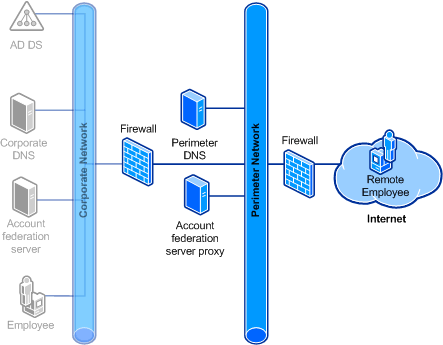 AD DS
Corporate
DNS
Account
federation
server
Employee
Corporate Network
Firewall
Perimeter
DNS
Account
federation
server proxy
Perimeter Network
Firewall
Remote
Employee
Internet